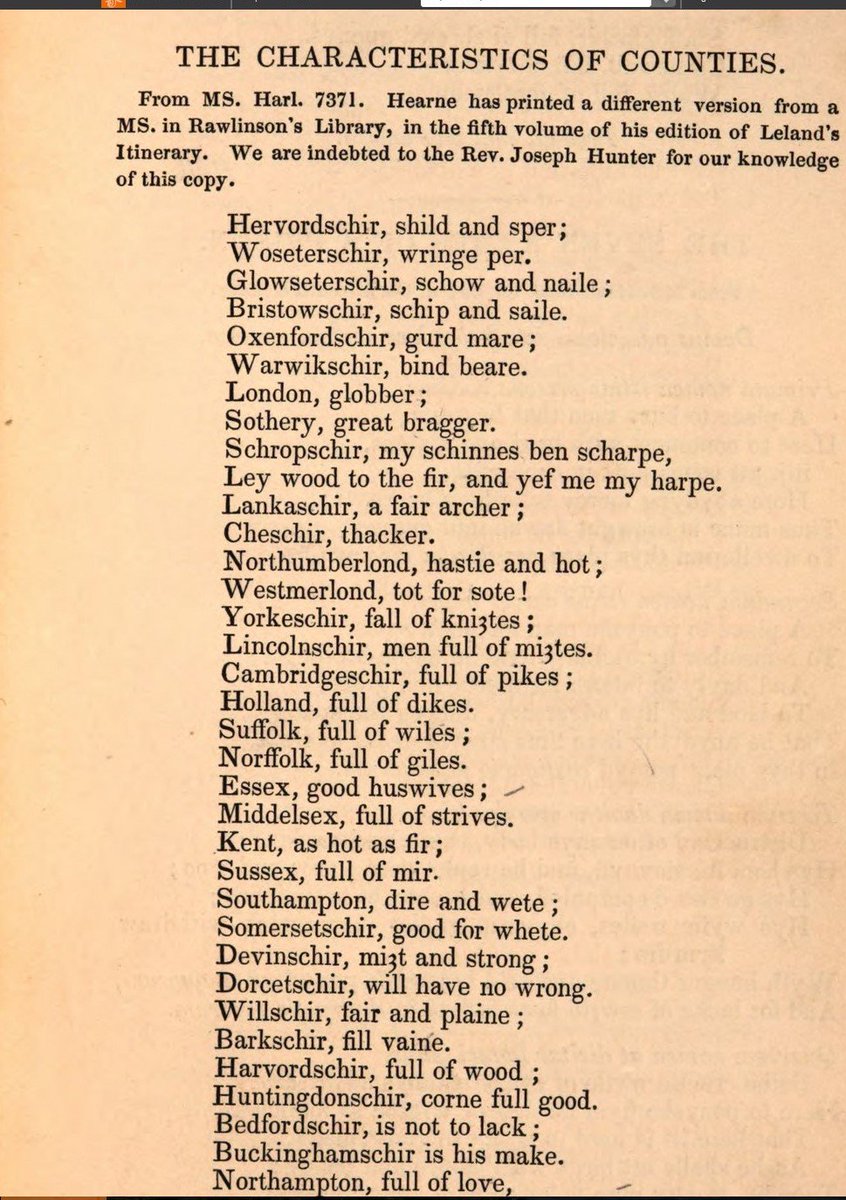 THE CHARACTERISTICS OF COUNTIES.
From MS. Harl. 7371. Hearne has printed a different version from a
MS. in Rawlinson's Library, in the fifth volume of his edition of Leland's
Itinerary. We are indebted to the Rev. Joseph Hunter for our knowledge
of this copy.
Hervordschir, shild and sper;
Woseterschir, wringe per.
Glowseterschir, schow and naile;
Bristowschir, schip and saile.
Oxenfordschir, gurd mare;
Warwikschir, bind beare.
London, globber;
Sothery, great bragger.
Schropschir, my schinnes ben scharpe,
Ley wood to the fir, and yef me my harpe.
Lankaschir, a fair archer;
Cheschir, thacker.
Northumberlond, hastie and hot;
Westmerlond, tot for sote!
Yorkeschir, fall of kniȝtes;
Lincolnschir, men full of miȝtes.
Cambridgeschir, full of pikes;
Holland, full of dikes.
Suffolk, full of wiles;
Norffolk, full of giles.
Essex, good huswives;
Middelsex, full of strives.
Kent, as hot as fir;
Sussex, full of mir.
Southampton, dire and wete;
Somersetschir, good for whete.
Devinschir, miȝt and strong;
Dorcetschir, will have no wrong.
Willschir, fair and plaine;
Barkschir, fill vaine.
Harvordschir, full of wood;
Huntingdonschir, corne full good.
Bedfordschir, is not to lack;
Buckinghamschir is his make.
Northampton, full of love,